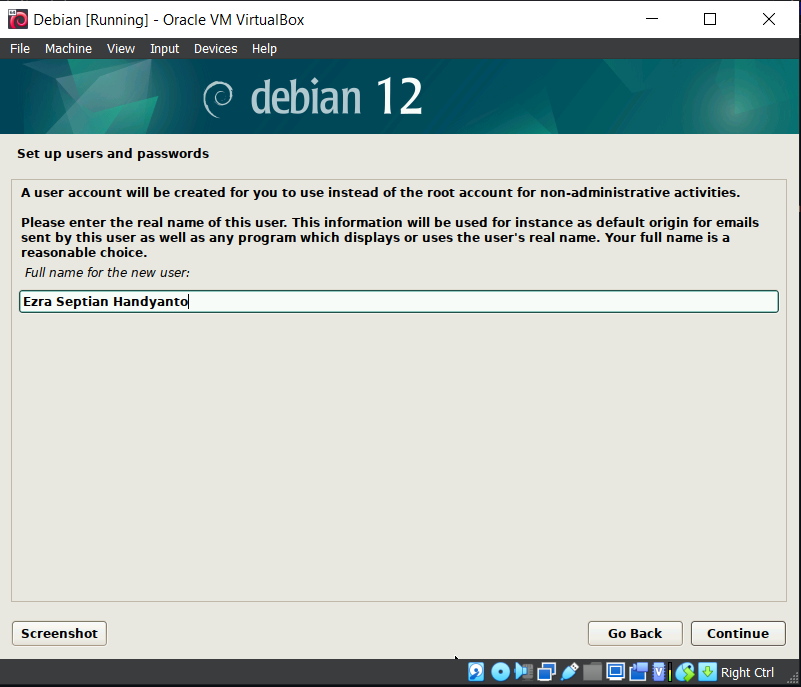 Debian [Running] - Oracle VM VirtualBox
File Machine View Input Devices Help
debian 12
Set up users and passwords
A user account will be created for you to use instead of the root account for non-administrative activities.
Please enter the real name of this user. This information will be used for instance as default origin for emails
sent by this user as well as any program which displays or uses the user's real name. Your full name is a
reasonable choice.
Full name for the new user:
Ezra Septian Handyanto
Screenshot
Go Back
Continue
Right Ctrl